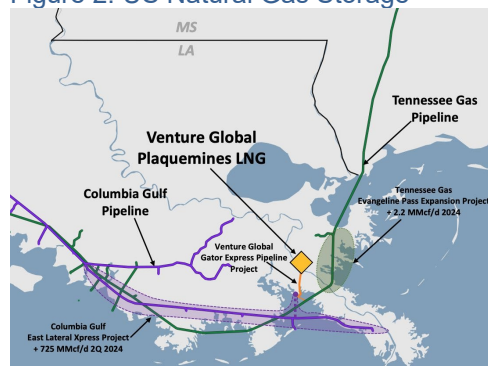 Figure 2: US Natural Gas Storage
MS
LA
Tennessee Gas
Pipeline
Venture Global
Plaquemines LNG
Tennessee Gas
Evangeline Pass Expansion Project
+ 2.2 MMcf/d 2024
Columbia Gulf
Pipeline
Venture Global
Gator Express Pipeline
Project
Columbia Gulf
East Lateral Xpress Project
+ 725 MMcf/d 2Q 2024